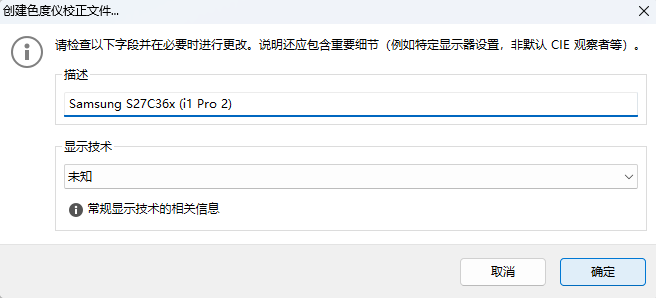 创建色度仪校正文件...
请检查以下字段并在必要时进行更改。说明还应包含重要细节（例如特定显示器设置，非默认 CIE 观察者等）。
描述
Samsung S27C36x (i1 Pro 2)
显示技术
未知
常规显示技术的相关信息
取消
确定